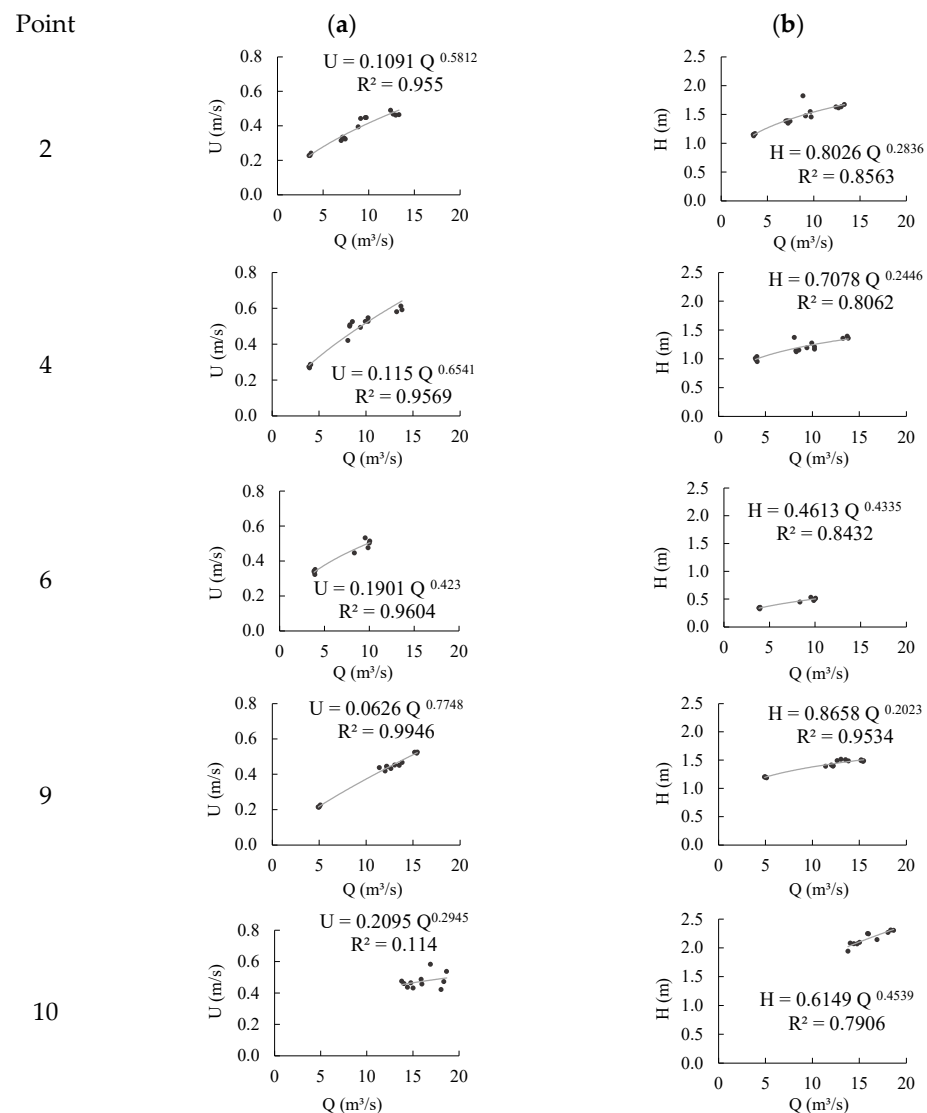 Point (a) (b)
2
U = 0.1091 Q 0.5812
R² = 0.955
U (m/s)
0.8
0.6
0.4
0.2
0.0
0 5 10 15 20
Q (m³/s)
H = 0.8026 Q 0.2836
R² = 0.8563
H (m)
2.5
2.0
1.5
1.0
0.5
0.0
0 5 10 15 20
Q (m³/s)
4
U = 0.115 Q 0.6541
R² = 0.9569
U (m/s)
0.8
0.6
0.4
0.2
0.0
0 5 10 15 20
Q (m³/s)
H = 0.7078 Q 0.2446
R² = 0.8062
H (m)
2.5
2.0
1.5
1.0
0.5
0.0
0 5 10 15 20
Q (m³/s)
6
U = 0.1901 Q 0.423
R² = 0.9604
U (m/s)
0.8
0.6
0.4
0.2
0.0
0 5 10 15 20
Q (m³/s)
H = 0.4613 Q 0.4335
R² = 0.8432
H (m)
2.5
2.0
1.5
1.0
0.5
0.0
0 5 10 15 20
Q (m³/s)
9
U = 0.0626 Q 0.7748
R² = 0.9946
U (m/s)
0.8
0.6
0.4
0.2
0.0
0 5 10 15 20
Q (m³/s)
H = 0.8658 Q 0.2023
R² = 0.9534
H (m)
2.5
2.0
1.5
1.0
0.5
0.0
0 5 10 15 20
Q (m³/s)
10
U = 0.2095 Q0.2945
R² = 0.114
U (m/s)
0.8
0.6
0.4
0.2
0.0
0 5 10 15 20
Q (m³/s)
H = 0.6149 Q 0.4539
R² = 0.7906
H (m)
2.5
2.0
1.5
1.0
0.5
0.0
0 5 10 15 20
Q (m³/s)